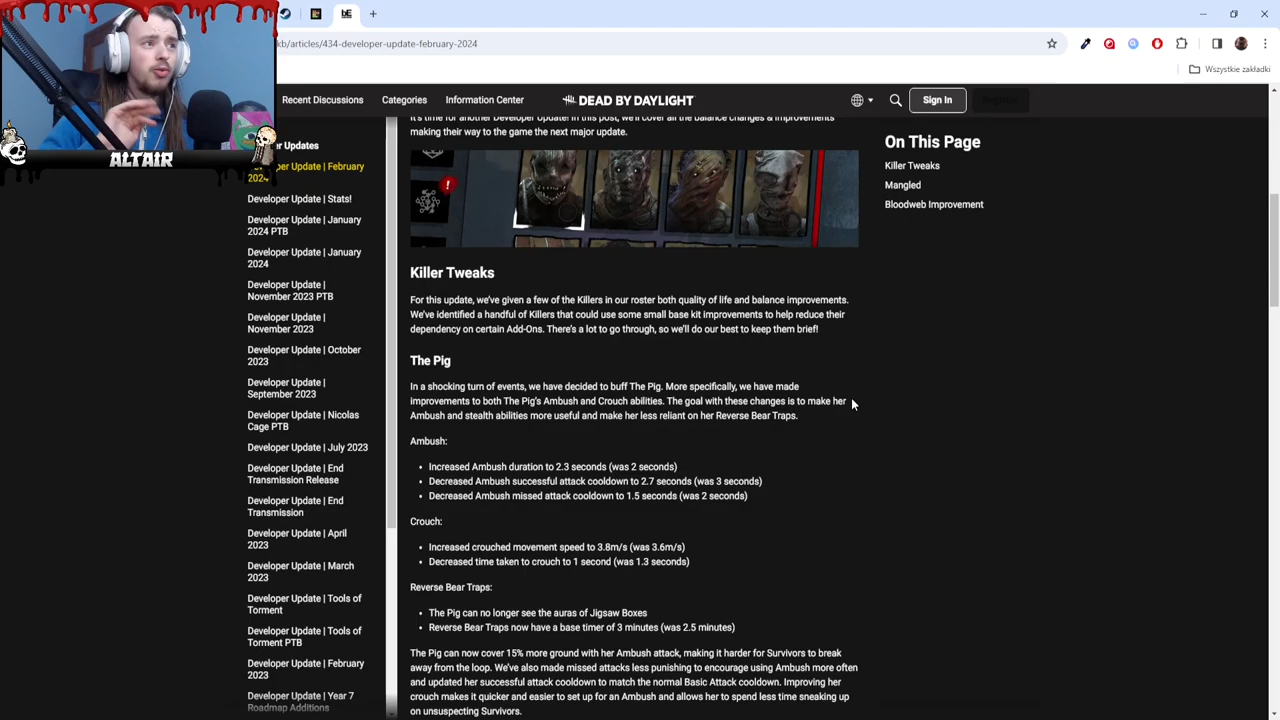 kb/articles/434-developer-update-february-2024
Wszystkie zakładki
Recent Discussions
Categories
Information Center
DEAD BY DAYLIGHT
Sign In
Register
ALTAIR
r Updates
er Update | February
2024
Developer Update | Stats!
Developer Update | January
2024 PTB
Developer Update | January
2024
Developer Update |
November 2023 PTB
Developer Update |
November 2023
Developer Update | October
2023
Developer Update |
September 2023
Developer Update | Nicolas
Cage PTB
Developer Update | July 2023
Developer Update | End
Transmission Release
Developer Update | End
Transmission
Developer Update | April
2023
Developer Update | March
2023
Developer Update | Tools of
Torment
Developer Update | Tools of
Torment PTB
Developer Update | February
2023
Developer Update | Year 7
Roadmap Additions
It's time for another Developer Update! In this post, we'll cover all the balance changes & improvements
making their way to the game the next major update.
Killer Tweaks
For this update, we've given a few of the Killers in our roster both quality of life and balance improvements.
We've identified a handful of Killers that could use some small base kit improvements to help reduce their
dependency on certain Add-Ons. There's a lot to go through, so we'll do our best to keep them brief!
The Pig
In a shocking turn of events, we have decided to buff The Pig. More specifically, we have made
improvements to both The Pig's Ambush and Crouch abilities. The goal with these changes is to make her
Ambush and stealth abilities more useful and make her less reliant on her Reverse Bear Traps.
Ambush:
• Increased Ambush duration to 2.3 seconds (was 2 seconds)
• Decreased Ambush successful attack cooldown to 2.7 seconds (was 3 seconds)
• Decreased Ambush missed attack cooldown to 1.5 seconds (was 2 seconds)
Crouch:
• Increased crouched movement speed to 3.8m/s (was 3.6m/s)
• Decreased time taken to crouch to 1 second (was 1.3 seconds)
Reverse Bear Traps:
• The Pig can no longer see the auras of Jigsaw Boxes
• Reverse Bear Traps now have a base timer of 3 minutes (was 2.5 minutes)
The Pig can now cover 15% more ground with her Ambush attack, making it harder for Survivors to break
away from the loop. We've also made missed attacks less punishing to encourage using Ambush more often
and updated her successful attack cooldown to match the normal Basic Attack cooldown. Improving her
crouch makes it quicker and easier to set up for an Ambush and allows her to spend less time sneaking up
on unsuspecting Survivors.
On This Page
Killer Tweaks
Mangled
Bloodweb Improvement